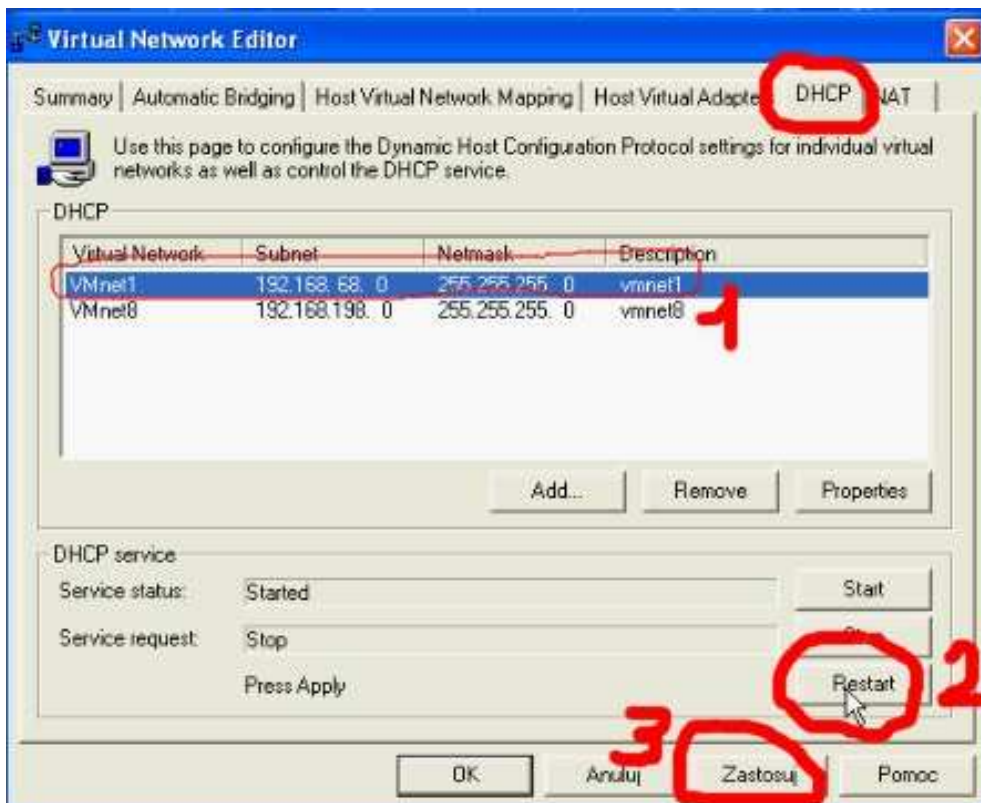 Virtual Network Editor
Summary Automatic Bridging Host Virtual Network Mapping Host Virtual Adapte DHCP NAT
Use this page to configure the Dynamic Host Configuration Protocol settings for individual virtual
networks as well as control the DHCP service.
DHCP
Virtual Network Subnet Netmask Description
VMnet1 192.168. 68. 0 255.255.255. 0 vmnet1
VMnet8 192.168.198. 0 255.255.255. 0 vmnet8
1
Add... Remove Properties
DHCP service
Service status: Started Start
Service request: Stop
Press Apply Restart 2
3
OK Anuluj Zastosuj Pomoc